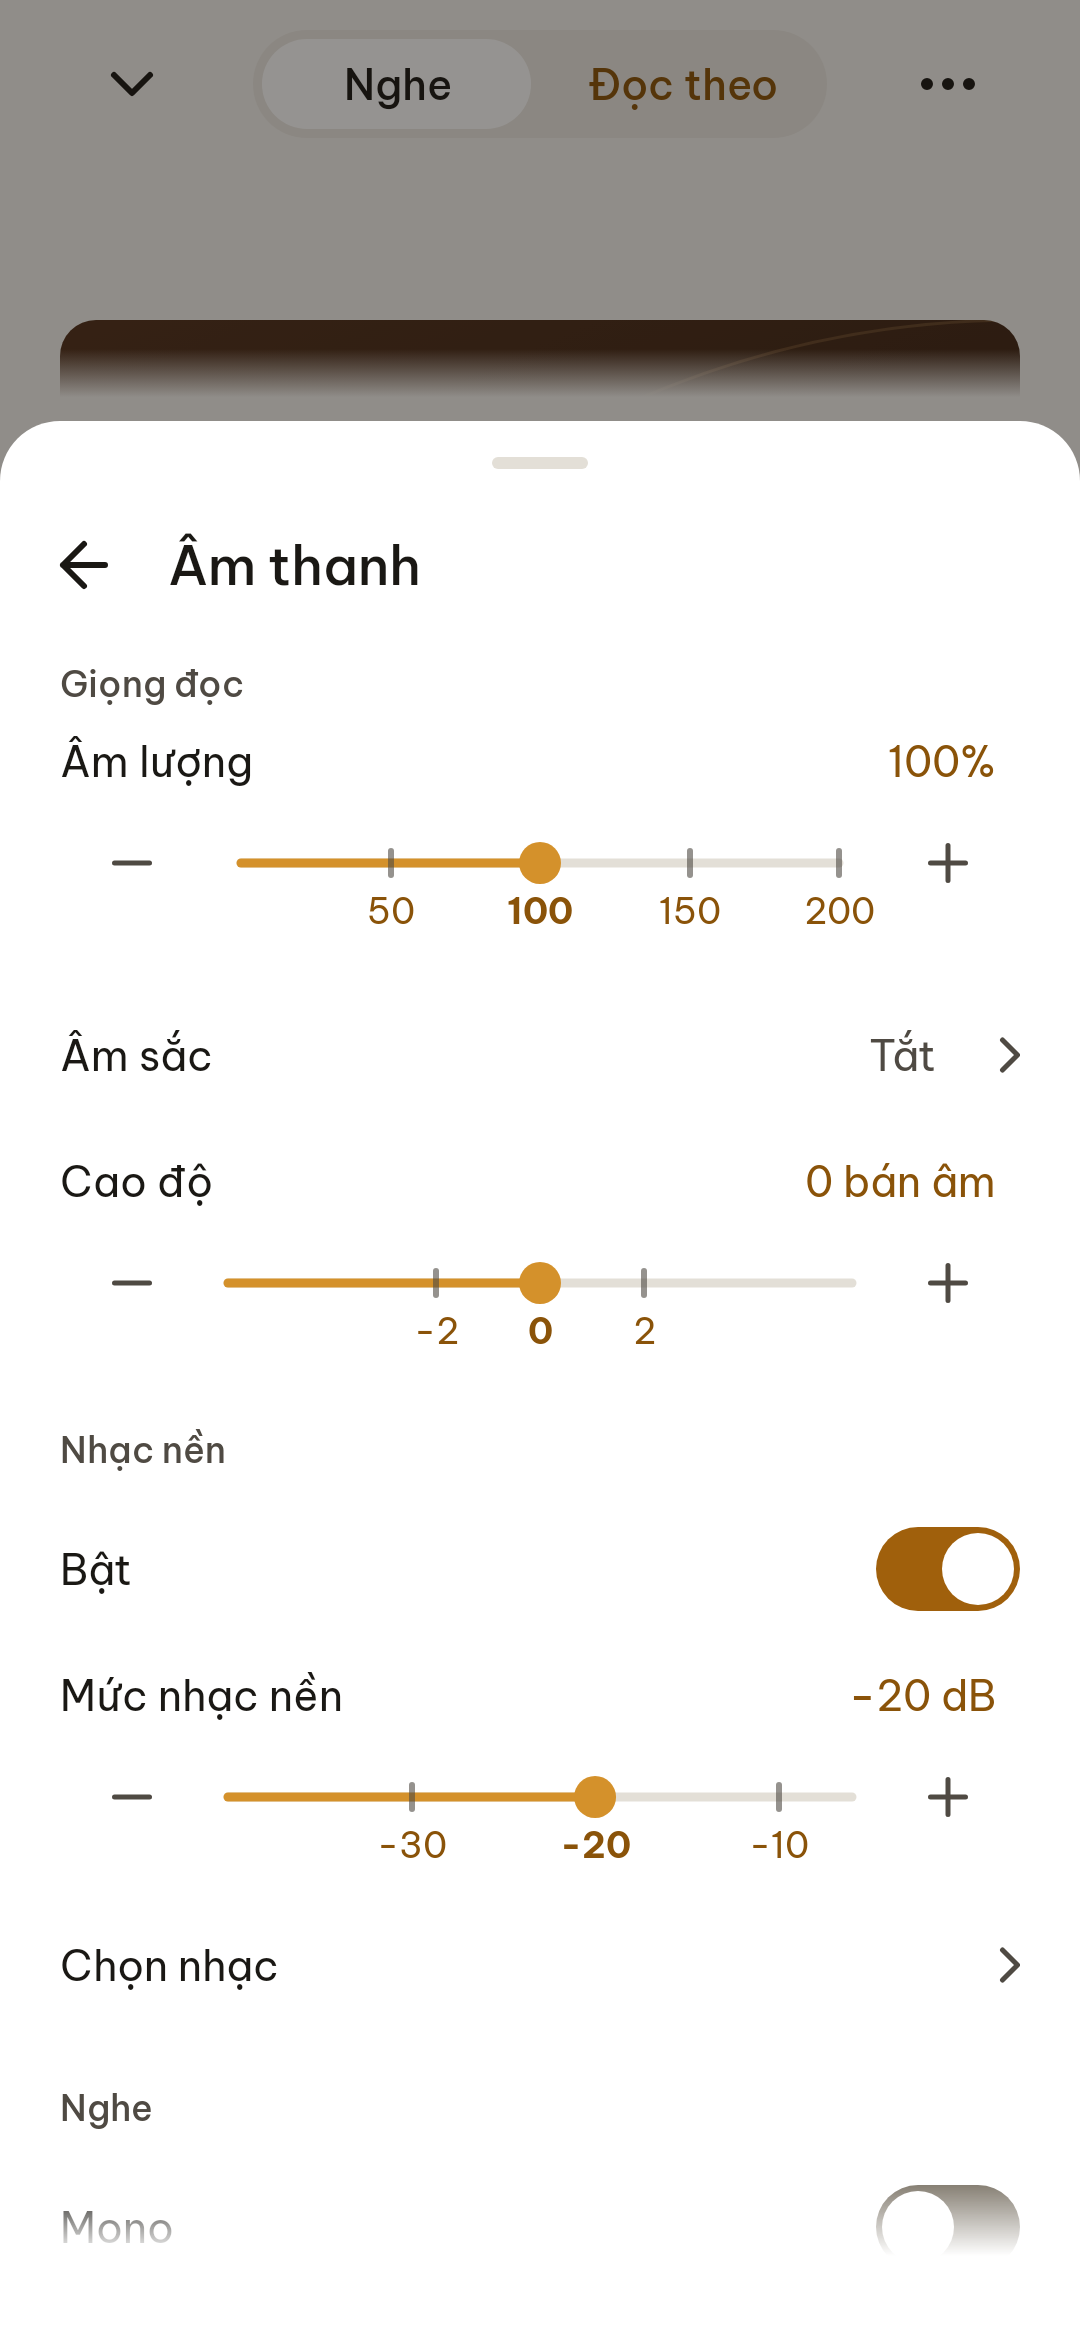 Nghe Đọc theo
Âm thanh
Giọng đọc
Âm lượng 100%
50 100 150 200
Âm sắc Tắt
Cao độ 0 bán âm
-2 0 2
Nhạc nền
Bật
Mức nhạc nền -20 dB
-30 -20 -10
Chọn nhạc
Nghe
Mono